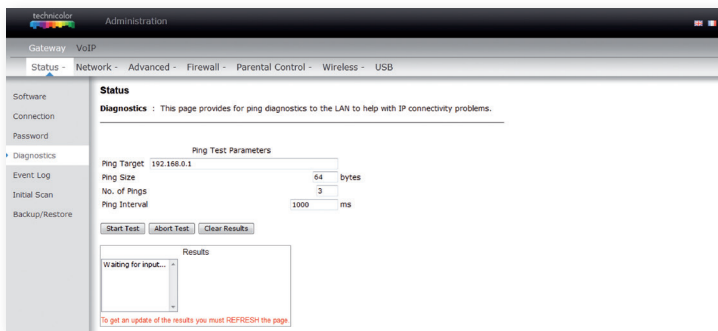 technicolor
Administration
Gateway VoIP
Status - Network - Advanced - Firewall - Parental Control - Wireless - USB
Software
Connection
Password
Diagnostics
Event Log
Initial Scan
Backup/Restore
Status
Diagnostics : This page provides for ping diagnostics to the LAN to help with IP connectivity problems.
Ping Test Parameters
Ping Target 192.168.0.1
Ping Size 64 bytes
No. of Pings 3
Ping Interval 1000 ms
Start Test Abort Test Clear Results
Results
Waiting for input...
To get an update of the results you must REFRESH the page.